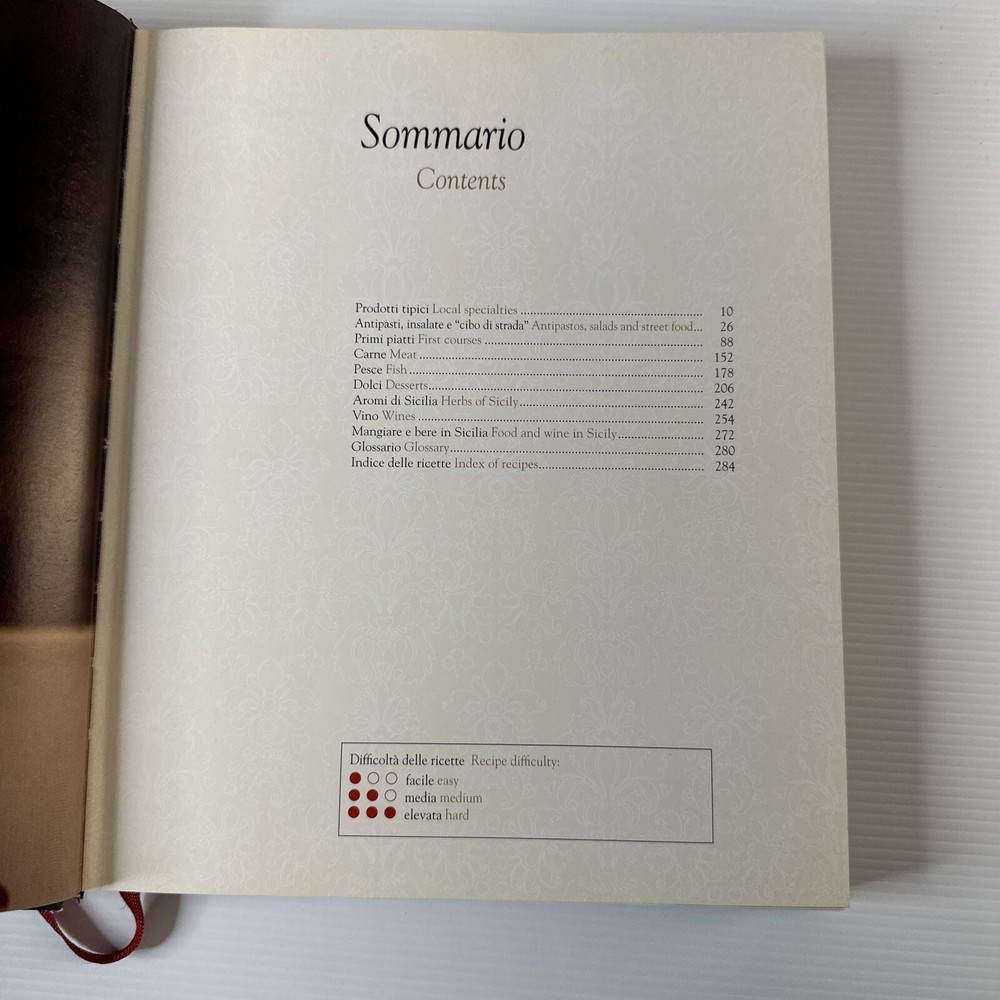 Sommario
Contents
Prodotti tipici Local specialties ........ 10
Antipasti, insalate e “cibo di strada” Antipastos, salads and street food... 26
Primi piatti First courses ........ 88
Carne Meat ........ 152
Pesce Fish ........ 178
Dolci Desserts ........ 206
Aromi di Sicilia Herbs of Sicily ........ 242
Vino Wines ........ 254
Mangiare e bere in Sicilia Food and wine in Sicily ........ 272
Glossario Glossary ........ 280
Indice delle ricette Index of recipes ........ 284
Difficoltà delle ricette Recipe difficulty:
facile easy
media medium
elevata hard